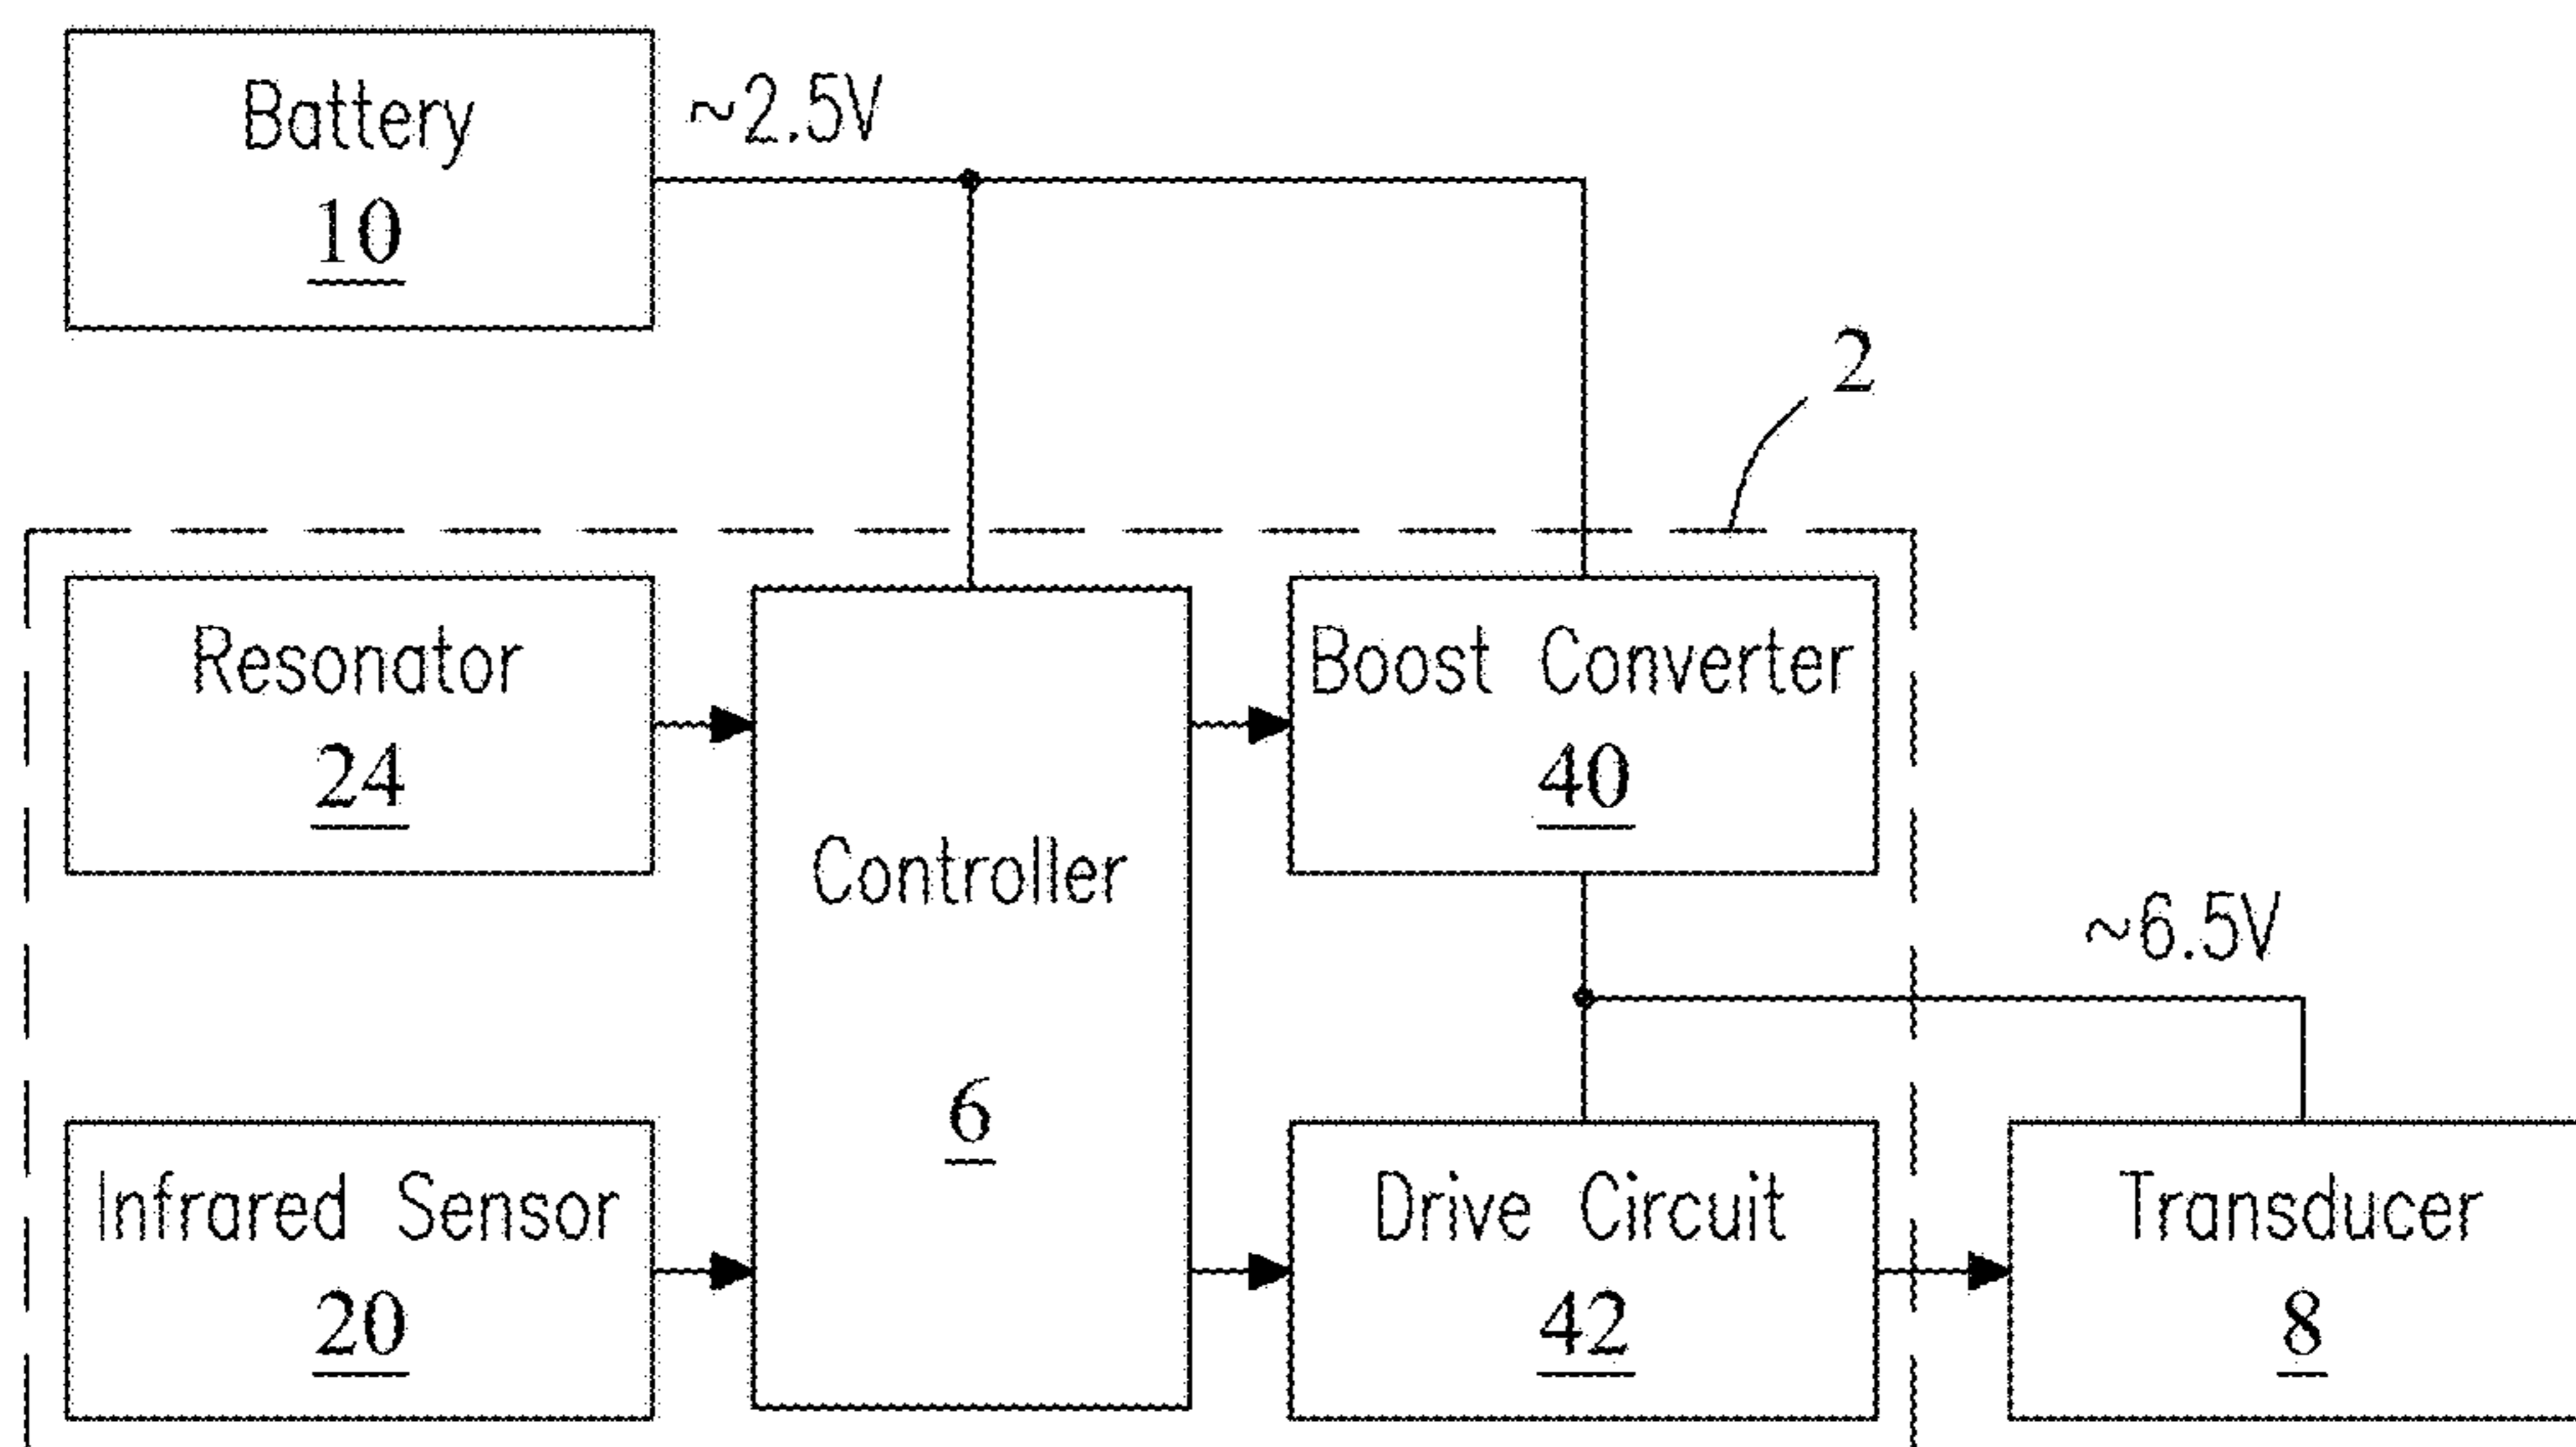 Battery
10
~2.5V
2
Resonator
24
Controller
6
Boost Converter
40
~6.5V
Infrared Sensor
20
Drive Circuit
42
Transducer
8